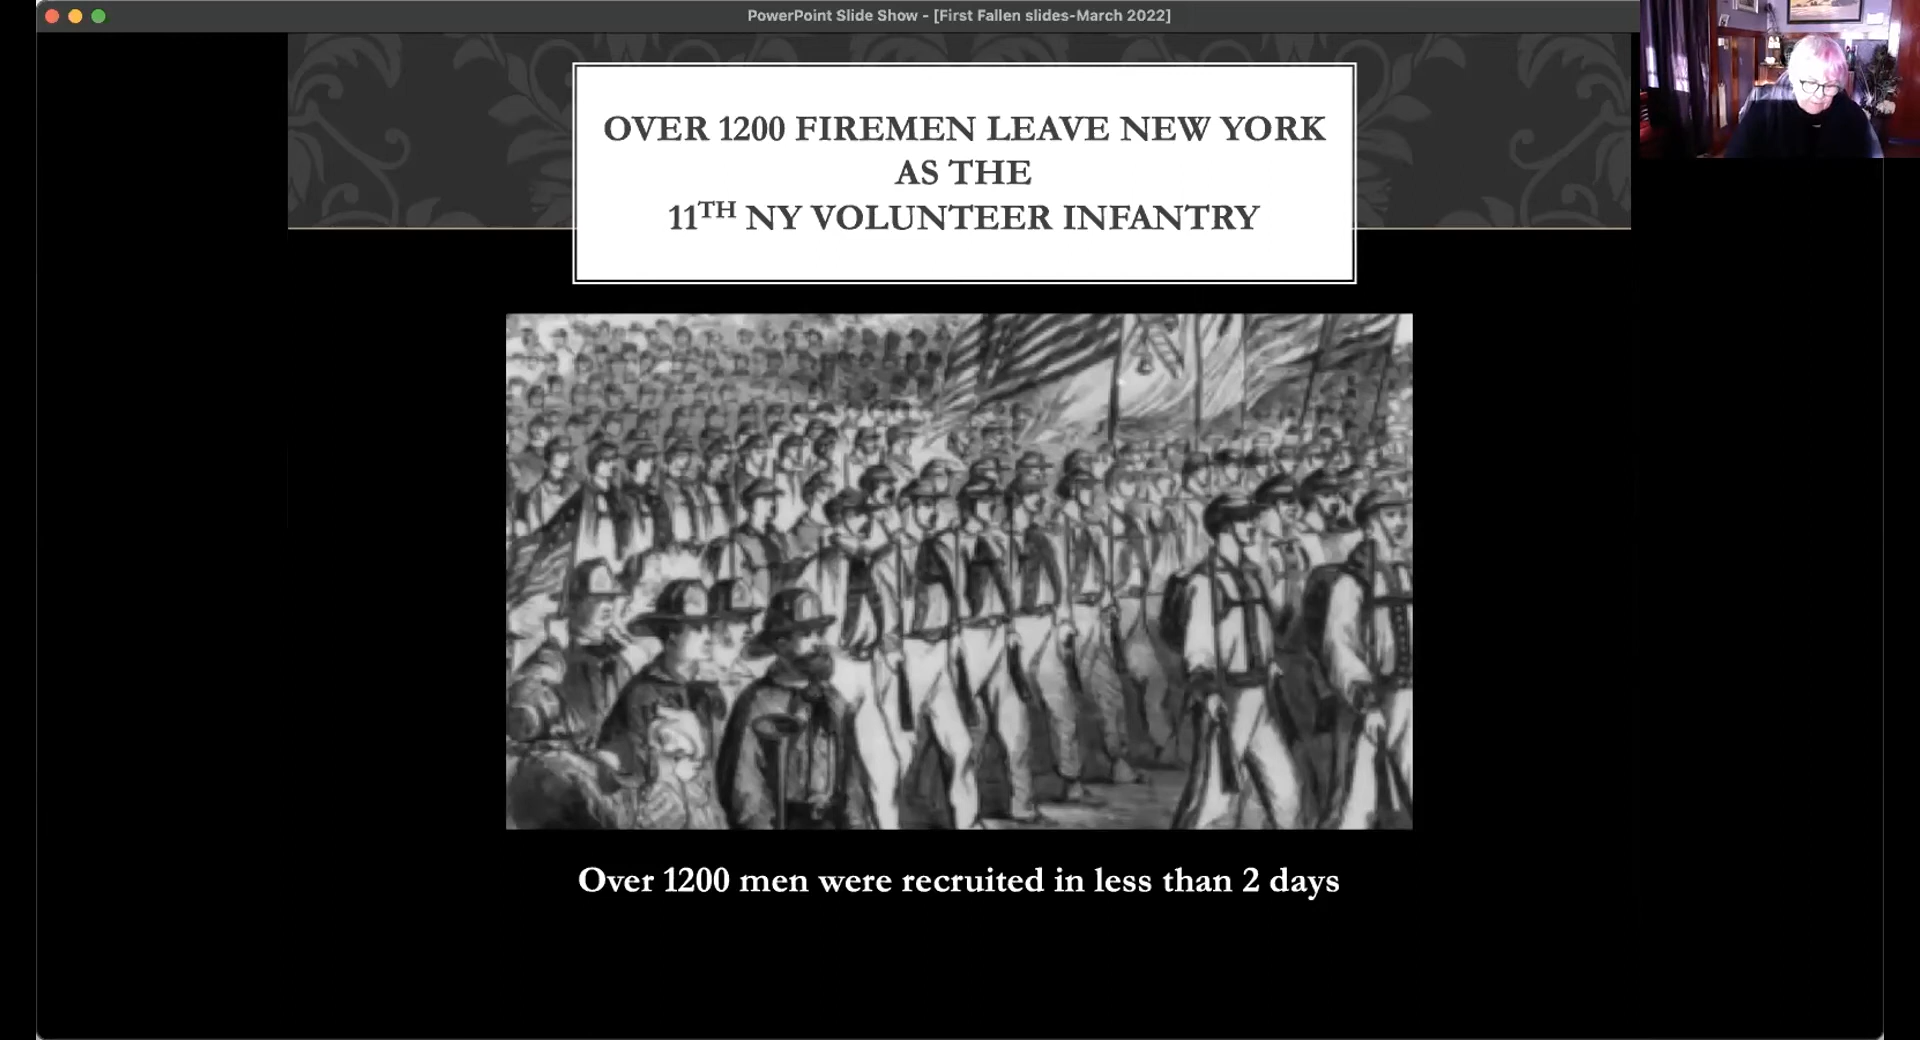 PowerPoint Slide Show - [First Fallen slides-March 2022]
OVER 1200 FIREMEN LEAVE NEW YORK
AS THE
11TH NY VOLUNTEER INFANTRY
Over 1200 men were recruited in less than 2 days